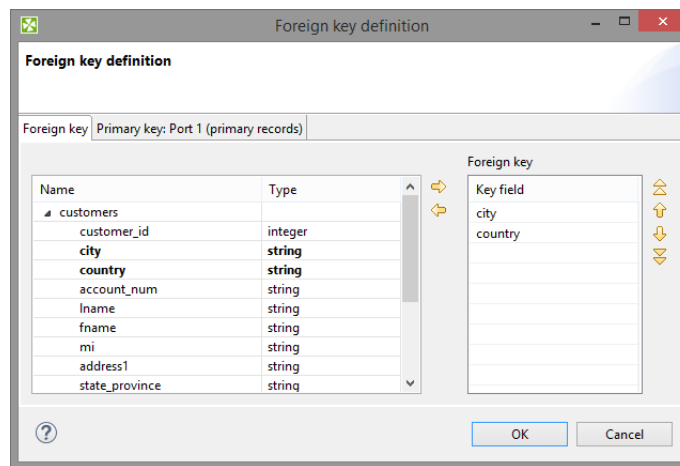 Foreign key definition
Foreign key definition
Foreign key Primary key: Port 1 (primary records)
Foreign key
Name Type
Key field
customers
city
customer_id integer
country
city string
country string
account_num string
lname string
fname string
mi string
address1 string
state_province string
? OK Cancel